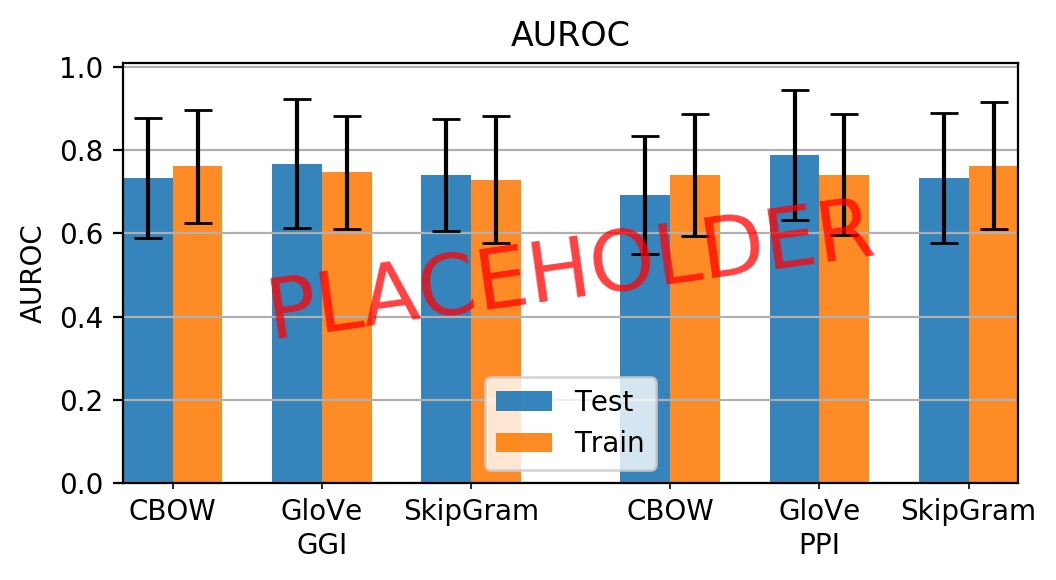 AUROC
1.0
0.8
0.6
0.4
0.2
0.0
AUROC
PLACEHOLDER
Test
Train
CBOW GloVe SkipGram CBOW GloVe SkipGram
GGI PPI